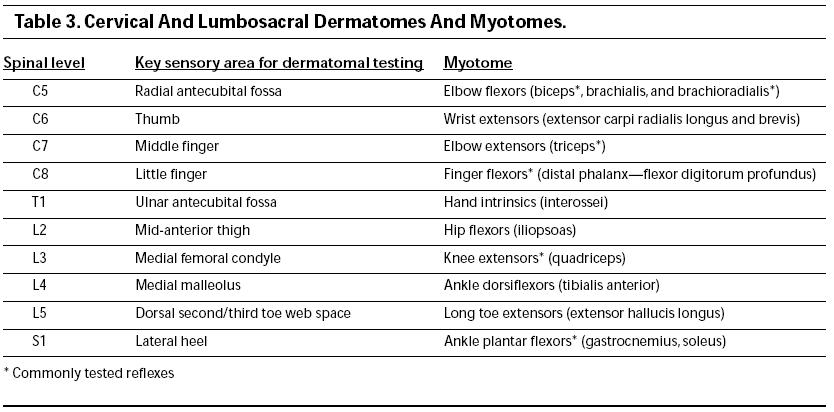 Table 3. Cervical And Lumbosacral Dermatomes And Myotomes.
Spinal level Key sensory area for dermatomal testing Myotome
C5 Radial antecubital fossa Elbow flexors (biceps*, brachialis, and brachioradialis*)
C6 Thumb Wrist extensors (extensor carpi radialis longus and brevis)
C7 Middle finger Elbow extensors (triceps*)
C8 Little finger Finger flexors* (distal phalanx—flexor digitorum profundus)
T1 Ulnar antecubital fossa Hand intrinsics (interossei)
L2 Mid-anterior thigh Hip flexors (iliopsoas)
L3 Medial femoral condyle Knee extensors* (quadriceps)
L4 Medial malleolus Ankle dorsiflexors (tibialis anterior)
L5 Dorsal second/third toe web space Long toe extensors (extensor hallucis longus)
S1 Lateral heel Ankle plantar flexors* (gastrocnemius, soleus)
* Commonly tested reflexes